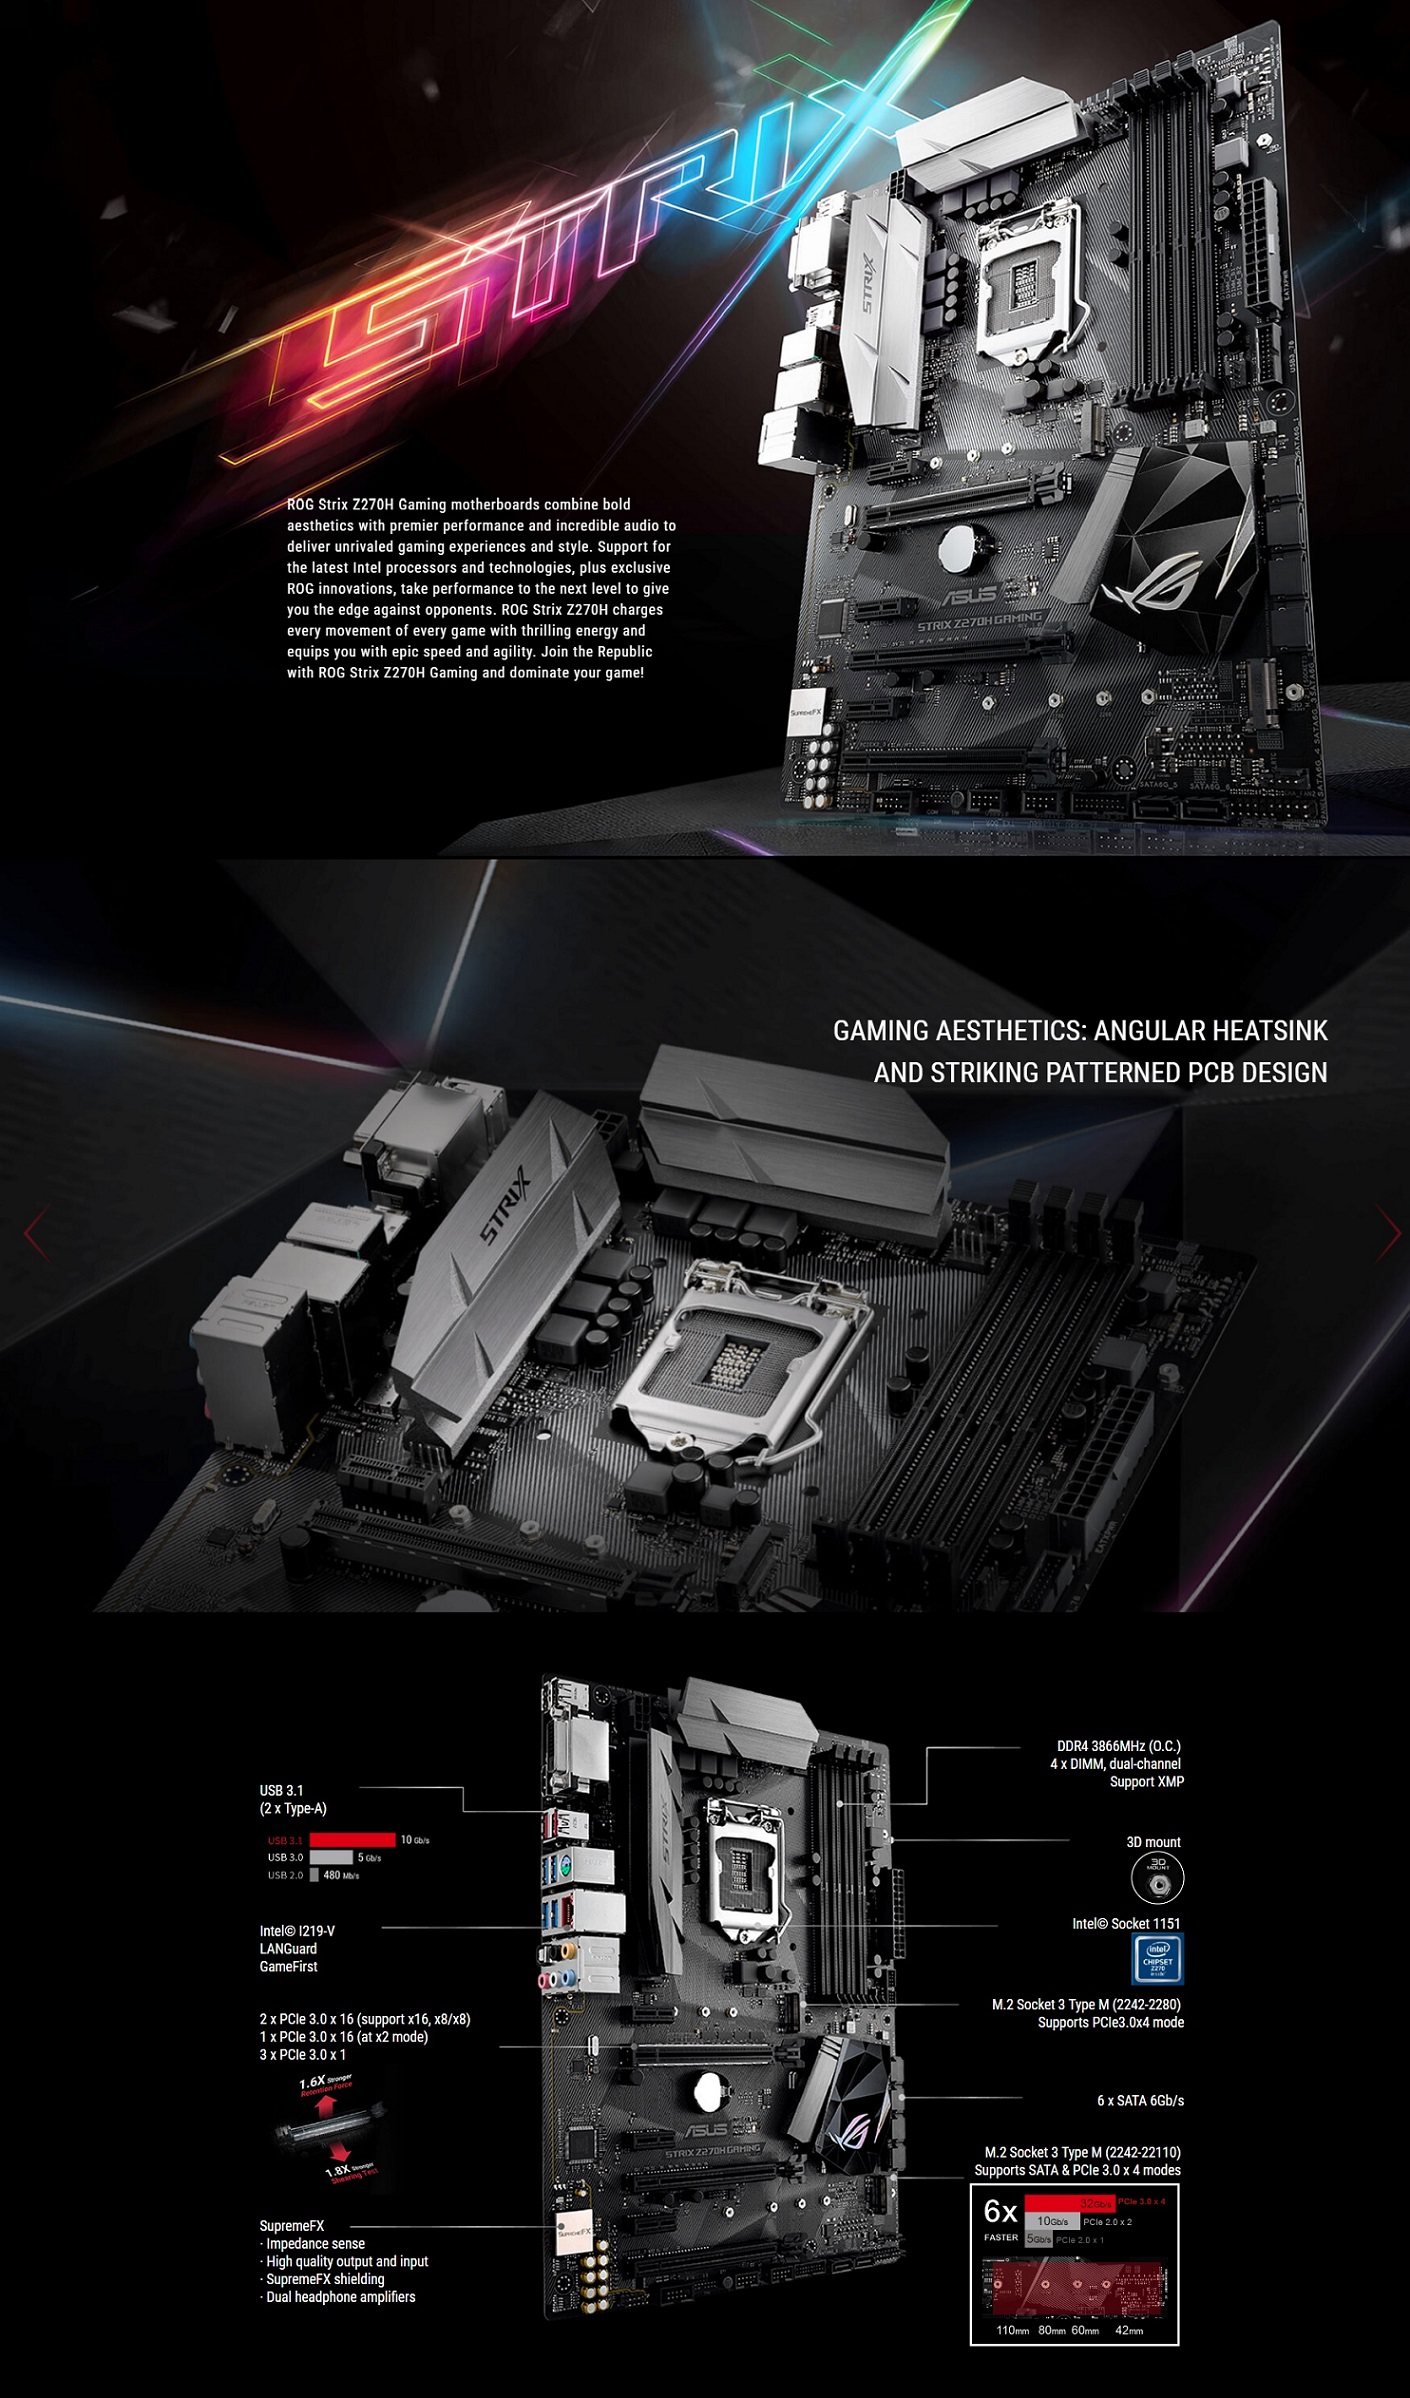 STRIX
STRIX
ROG Strix Z270H Gaming motherboards combine bold
aesthetics with premier performance and incredible audio to
deliver unrivaled gaming experiences and style. Support for
the latest Intel processors and technologies, plus exclusive
ROG innovations, take performance to the next level to give
you the edge against opponents. ROG Strix Z270H charges
every movement of every game with thrilling energy and
equips you with epic speed and agility. Join the Republic
with ROG Strix Z270H Gaming and dominate your game!
ASUS
STRIX Z270H GAMING
SUPREMEFX
SATA6G_5 SATA6G_6
GAMING AESTHETICS: ANGULAR HEATSINK
AND STRIKING PATTERNED PCB DESIGN
STRIX
EATXPWR
DDR4 3866MHz (O.C.)
4 x DIMM, dual-channel
Support XMP
USB 3.1
(2 x Type-A)
USB 3.1 10 Gb/s
USB 3.0 5 Gb/s
USB 2.0 480 Mb/s
3D mount
3D
MOUNT
STRIX
Intel© I219-V
LANGuard
GameFirst
Intel© Socket 1151
intel
CHIPSET
Z270
inside
M.2 Socket 3 Type M (2242-2280)
Supports PCIe3.0x4 mode
2 x PCIe 3.0 x 16 (support x16, x8/x8)
1 x PCIe 3.0 x 16 (at x2 mode)
3 x PCIe 3.0 x 1
1.6X Stronger
Retention Force
1.8X Stronger
Shearing Test
6 x SATA 6Gb/s
ASUS
STRIX Z270H GAMING
M.2 Socket 3 Type M (2242-22110)
Supports SATA & PCIe 3.0 x 4 modes
6x
FASTER
32Gb/s PCIe 3.0 x 4
10Gb/s PCIe 2.0 x 2
5Gb/s PCIe 2.0 x 1
110mm 80mm 60mm 42mm
SupremeFX
· Impedance sense
· High quality output and input
· SupremeFX shielding
· Dual headphone amplifiers
SUPREMEFX